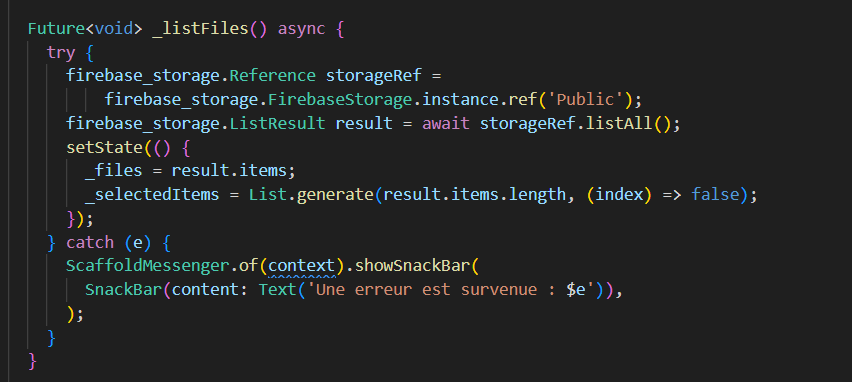 Future<void> _listFiles() async {
  try {
    firebase_storage.Reference storageRef =
        firebase_storage.FirebaseStorage.instance.ref('Public');
    firebase_storage.ListResult result = await storageRef.listAll();
    setState(() {
      _files = result.items;
      _selectedItems = List.generate(result.items.length, (index) => false);
    });
  } catch (e) {
    ScaffoldMessenger.of(context).showSnackBar(
      SnackBar(content: Text('Une erreur est survenue : $e')),
    );
  }
}